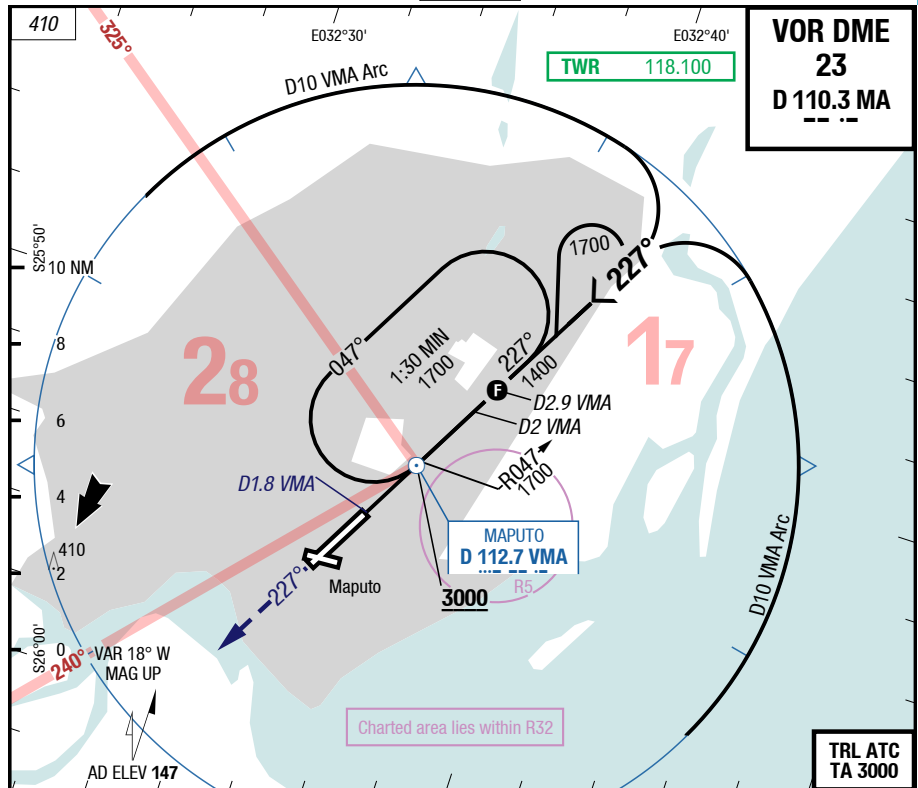 410
325°
E032°30'
E032°40'
VOR DME
23
D 110.3 MA
TWR 118.100
D10 VMA Arc
S25°50'
10 NM
8
6
4
2
0
S26°00'
1700
227°
047°
1:30 MIN
1700
227°
1400
28
17
F
D2.9 VMA
D2 VMA
R047
1700
D1.8 VMA
MAPUTO
D 112.7 VMA
R5
410
Maputo
3000
227°
D10 VMA Arc
240°
VAR 18° W
MAG UP
AD ELEV 147
Charted area lies within R32
TRL ATC
TA 3000